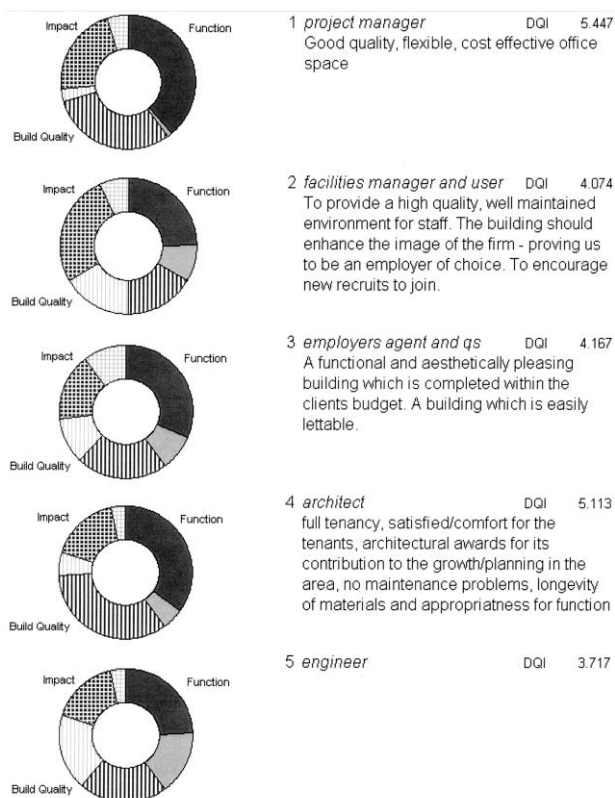 Impact
Function
Build Quality
1 project manager DQI 5.447
Good quality, flexible, cost effective office
space
Impact
Function
Build Quality
2 facilities manager and user DQI 4.074
To provide a high quality, well maintained
environment for staff. The building should
enhance the image of the firm - proving us
to be an employer of choice. To encourage
new recruits to join.
Impact
Function
Build Quality
3 employers agent and qs DQI 4.167
A functional and aesthetically pleasing
building which is completed within the
clients budget. A building which is easily
lettable.
Impact
Function
Build Quality
4 architect DQI 5.113
full tenancy, satisfied/comfort for the
tenants, architectural awards for its
contribution to the growth/planning in the
area, no maintenance problems, longevity
of materials and appropriatness for function
Impact
Function
Build Quality
5 engineer DQI 3.717